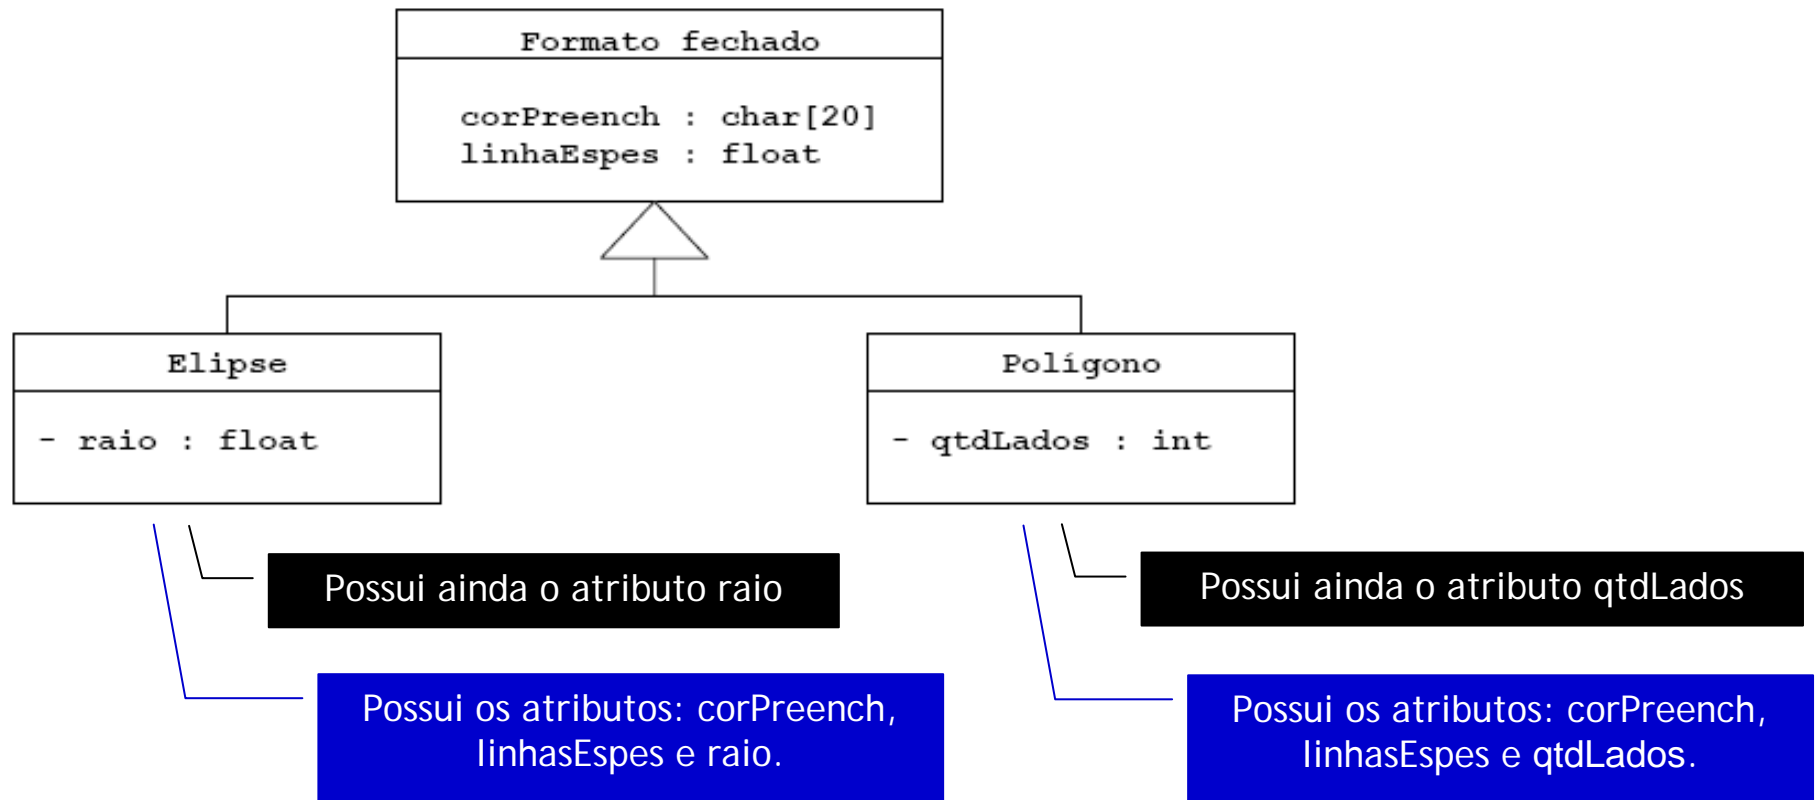 Formato fechado
corPreench : char[20]
linhaEspes : float
Elipse
- raio : float
Polígono
- qtdLados : int
Possui ainda o atributo raio
Possui ainda o atributo qtdLados
Possui os atributos: corPreench,
linhasEspes e raio.
Possui os atributos: corPreench,
linhasEspes e qtdLados.